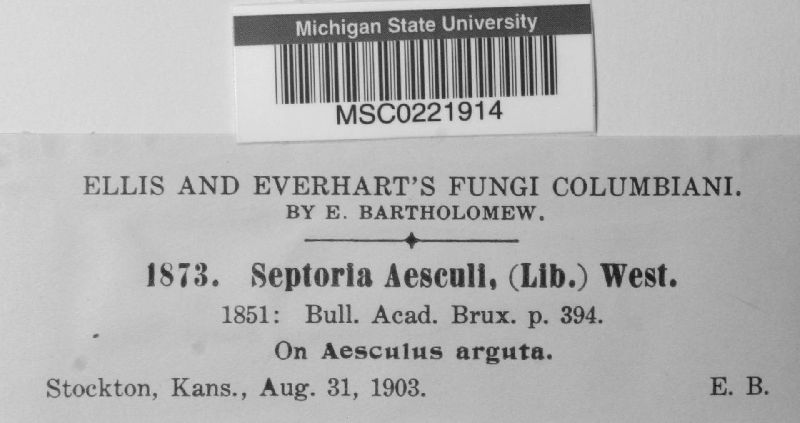 Michigan State University
MSC0221914
ELLIS AND EVERHART'S FUNGI COLUMBIANI.
BY E. BARTHOLOMEW.
1873. Septoria Aesculi, (Lib.) West.
1851: Bull. Acad. Brux. p. 394.
On Aesculus arguta.
Stockton, Kans., Aug. 31, 1903. E. B.